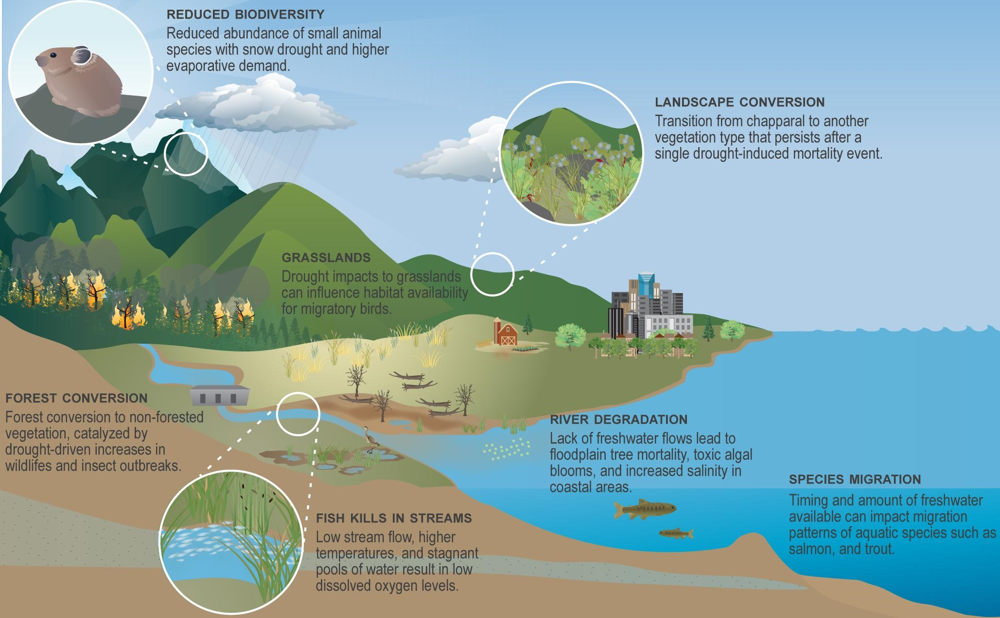 REDUCED BIODIVERSITY
Reduced abundance of small animal
species with snow drought and higher
evaporative demand.
LANDSCAPE CONVERSION
Transition from chapparal to another
vegetation type that persists after a
single drought-induced mortality event.
GRASSLANDS
Drought impacts to grasslands
can influence habitat availability
for migratory birds.
FOREST CONVERSION
Forest conversion to non-forested
vegetation, catalyzed by
drought-driven increases in
wildlifes and insect outbreaks.
RIVER DEGRADATION
Lack of freshwater flows lead to
floodplain tree mortality, toxic algal
blooms, and increased salinity in
coastal areas.
SPECIES MIGRATION
Timing and amount of freshwater
available can impact migration
patterns of aquatic species such as
salmon, and trout.
FISH KILLS IN STREAMS
Low stream flow, higher
temperatures, and stagnant
pools of water result in low
dissolved oxygen levels.